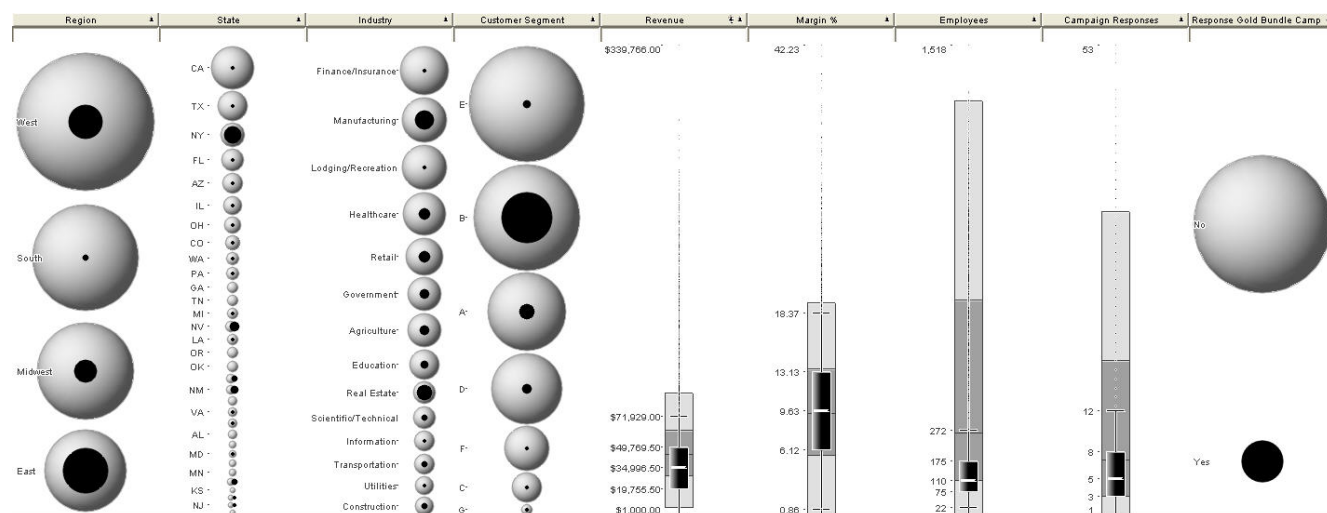 Region
State
Industry
Customer Segment
Revenue
Margin %
Employees
Campaign Responses
Response Gold Bundle Camp
West
South
Midwest
East
CA
TX
NY
FL
AZ
IL
OH
CO
WA
PA
GA
TN
MI
NV
LA
OR
OK
NM
VA
AL
MD
MN
KS
NJ
Finance/Insurance
Manufacturing
Lodging/Recreation
Healthcare
Retail
Government
Agriculture
Education
Real Estate
Scientific/Technical
Information
Transportation
Utilities
Construction
E
B
A
D
F
C
G
$339,766.00
$71,929.00
$49,769.50
$34,996.50
$19,755.50
$1,000.00
42.23
18.37
13.13
9.63
6.12
0.86
1,518
272
175
110
75
22
53
12
8
5
3
1
No
Yes